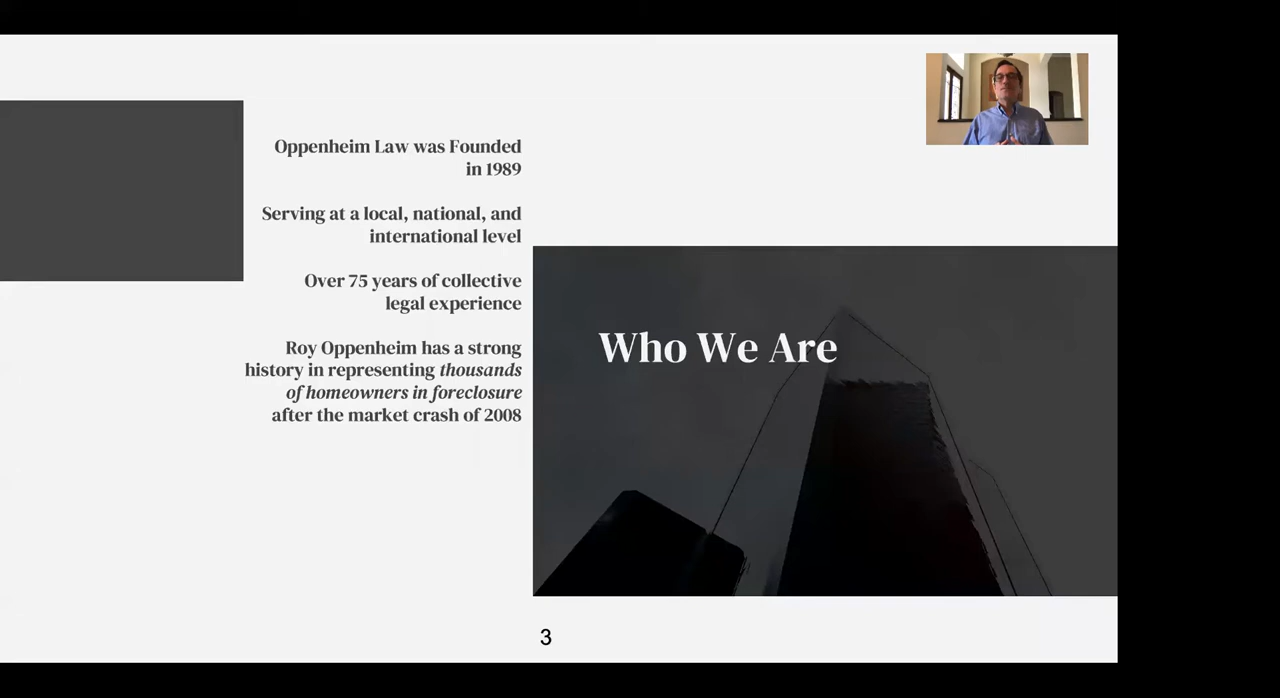 Oppenheim Law was Founded
in 1989
Serving at a local, national, and
international level
Over 75 years of collective
legal experience
Roy Oppenheim has a strong
history in representing thousands
of homeowners in foreclosure
after the market crash of 2008
Who We Are
3